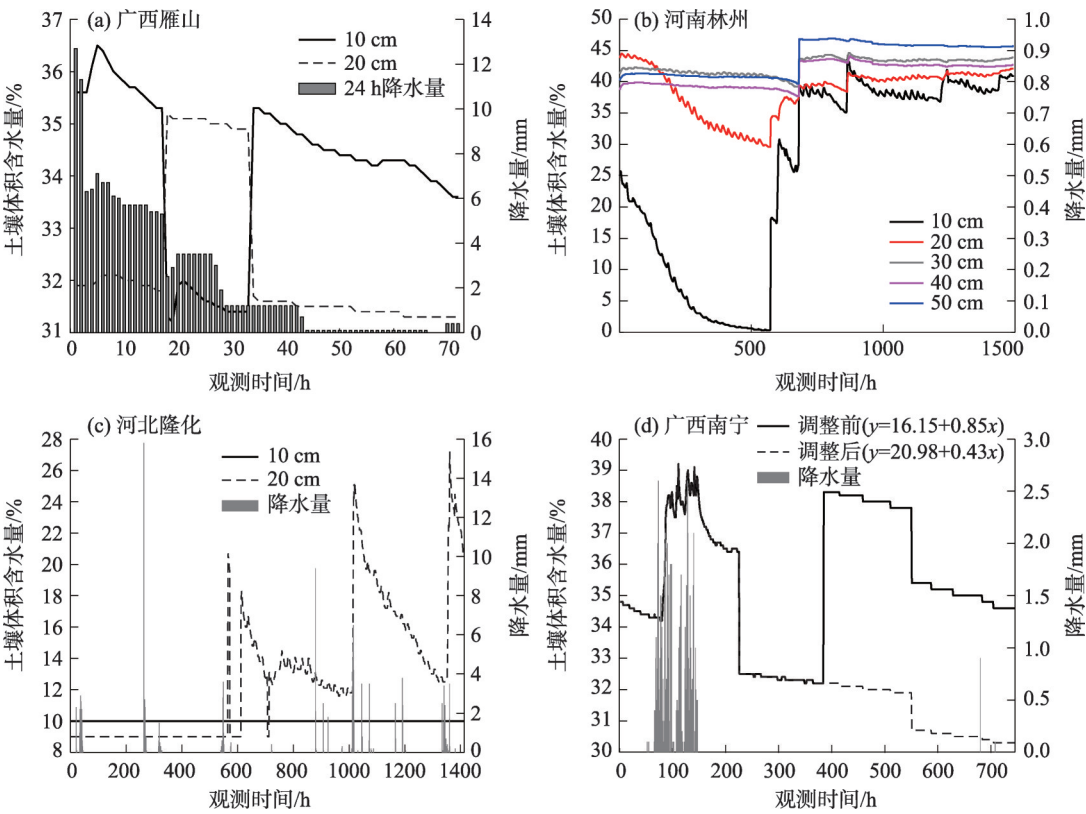 (a) 广西雁山
10 cm
20 cm
24 h降水量
土壤体积含水量/%
37
36
35
34
33
32
31
14
12
10
8
6
4
2
0
降水量/mm
0 10 20 30 40 50 60 70
观测时间/h
(b) 河南林州
10 cm
20 cm
30 cm
40 cm
50 cm
土壤体积含水量/%
50
45
40
35
30
25
20
15
10
5
0
1.0
0.9
0.8
0.7
0.6
0.5
0.4
0.3
0.2
0.1
0.0
降水量/mm
500 1000 1500
观测时间/h
(c) 河北隆化
10 cm
20 cm
降水量
土壤体积含水量/%
28
26
24
22
20
18
16
14
12
10
8
16
14
12
10
8
6
4
2
0
降水量/mm
0 200 400 600 800 1000 1200 1400
观测时间/h
(d) 广西南宁
调整前(y=16.15+0.85x)
调整后(y=20.98+0.43x)
降水量
土壤体积含水量/%
40
39
38
37
36
35
34
33
32
31
30
3.0
2.5
2.0
1.5
1.0
0.5
0.0
降水量/mm
0 100 200 300 400 500 600 700
观测时间/h